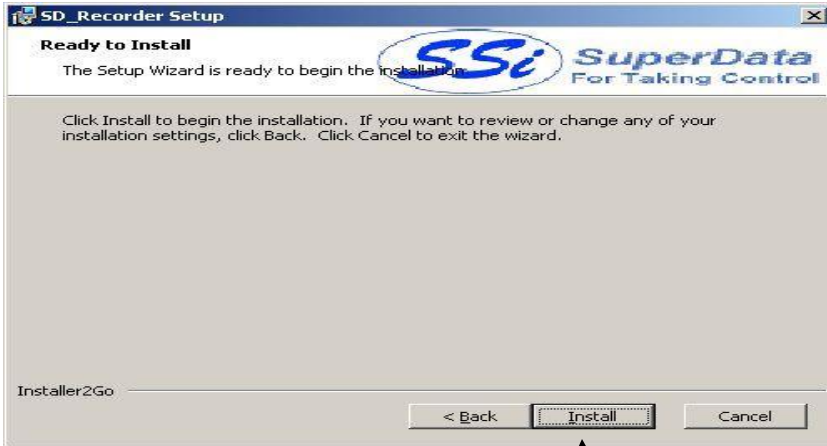 SD_Recorder Setup
Ready to Install
The Setup Wizard is ready to begin the installation.
SSi
SuperData
For Taking Control
Click Install to begin the installation. If you want to review or change any of your
installation settings, click Back. Click Cancel to exit the wizard.
Installer2Go
< Back
Install
Cancel